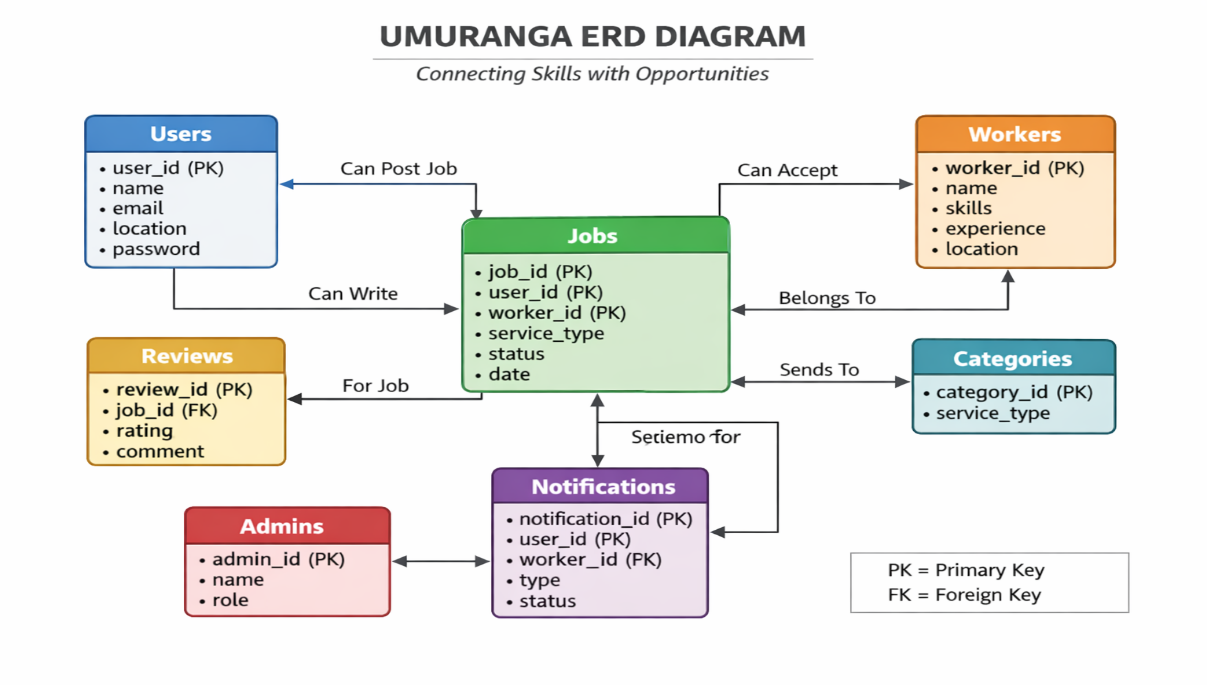 UMURANGA ERD DIAGRAM
Connecting Skills with Opportunities
Users
• user_id (PK)
• name
• email
• location
• password
Can Post Job
Can Accept
Workers
• worker_id (PK)
• name
• skills
• experience
• location
Jobs
• job_id (PK)
• user_id (PK)
• worker_id (PK)
• service_type
• status
• date
Can Write
Belongs To
Reviews
• review_id (PK)
• job_id (FK)
• rating
• comment
For Job
Sends To
Categories
• category_id (PK)
• service_type
Setiemo for
Notifications
• notification_id (PK)
• user_id (PK)
• worker_id (PK)
• type
• status
Admins
• admin_id (PK)
• name
• role
PK = Primary Key
FK = Foreign Key